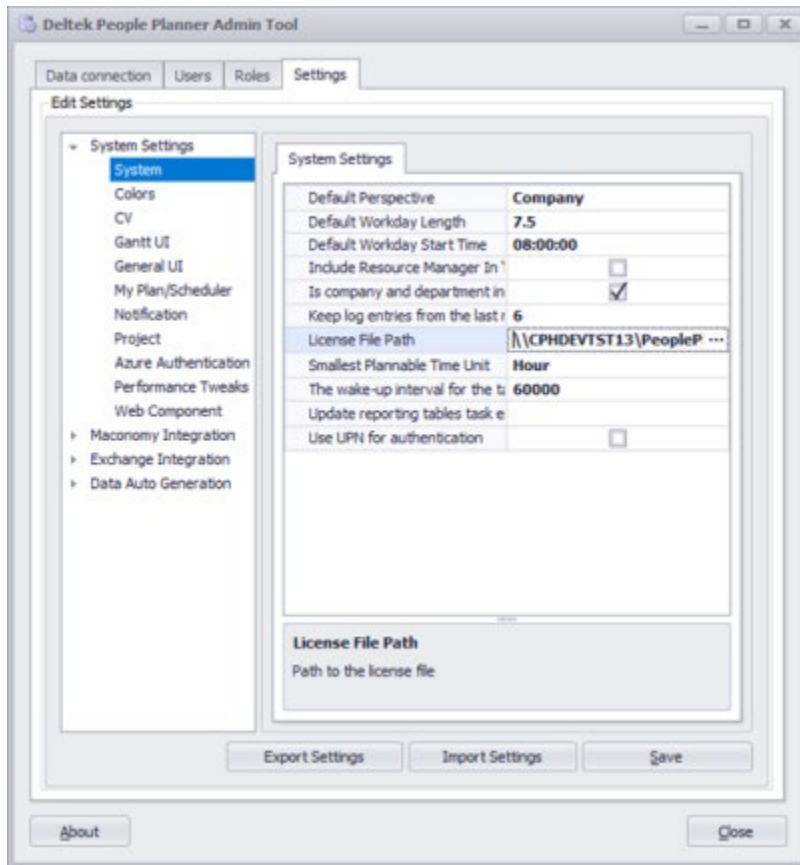 Deltek People Planner Admin Tool
Data connection Users Roles Settings
Edit Settings
System Settings
System
Colors
CV
Gantt UI
General UI
My Plan/Scheduler
Notification
Project
Azure Authentication
Performance Tweaks
Web Component
Maconomy Integration
Exchange Integration
Data Auto Generation
System Settings
Default Perspective Company
Default Workday Length 7.5
Default Workday Start Time 08:00:00
Include Resource Manager In
Is company and department in
Keep log entries from the last 6
License File Path \\CPHDEVTST13\PeopleP ...
Smallest Plannable Time Unit Hour
The wake-up interval for the 60000
Update reporting tables task e
Use UPN for authentication
License File Path
Path to the license file
Export Settings Import Settings Save
About Close